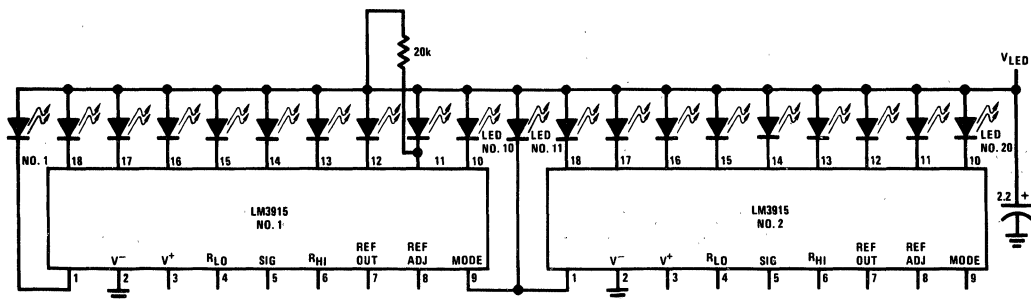 20k
VLED
NO. 1
LED
NO. 10
LED
NO. 11
LED
NO. 20
18 17 16 15 14 13 12 11 10
18 17 16 15 14 13 12 11 10
2.2 +
LM3915
NO. 1
LM3915
NO. 2
V− V+ RLO SIG RHI REF OUT REF ADJ MODE
1 2 3 4 5 6 7 8 9
V− V+ RLO SIG RHI REF OUT REF ADJ MODE
1 2 3 4 5 6 7 8 9